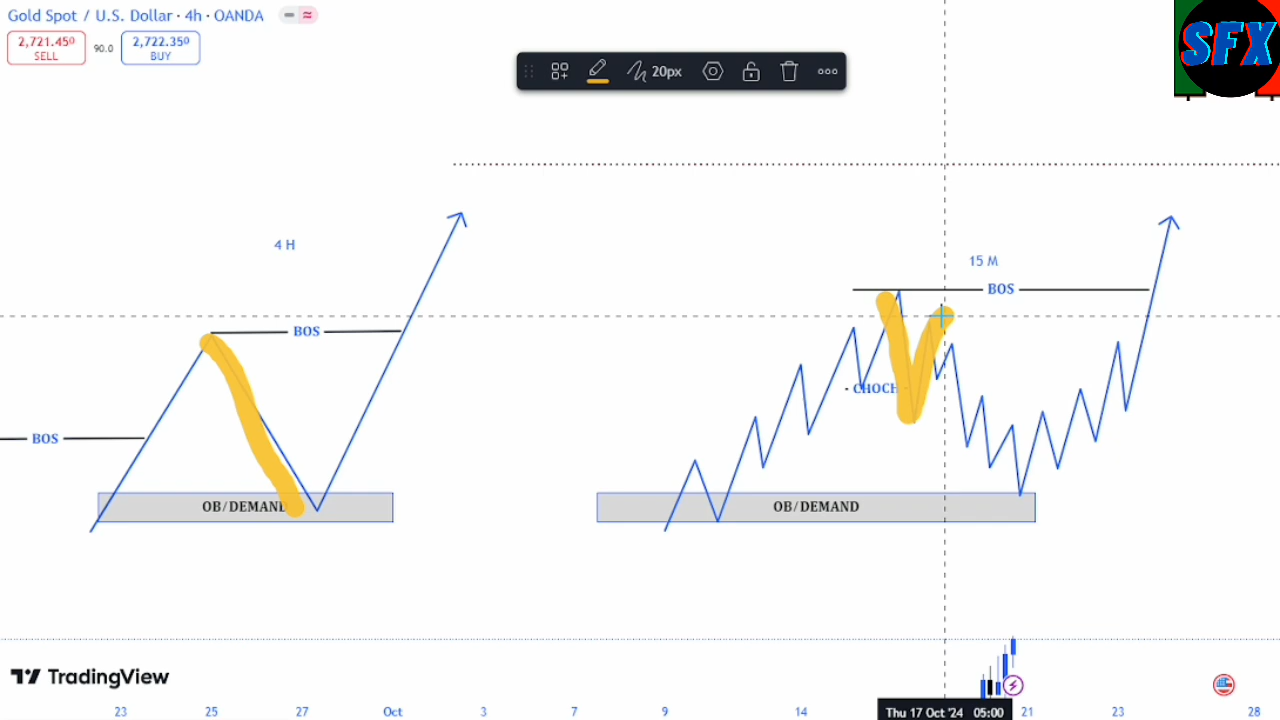 Gold Spot / U.S. Dollar · 4h · OANDA
2,721.450
SELL
90.0
2,722.350
BUY
20px
SFX
4 H
15 M
BOS
BOS
BOS
- CHOCH
OB/DEMAND
OB/DEMAND
TradingView
23
25
27
Oct
3
7
9
14
Thu 17 Oct '24 05:00
21
23
28